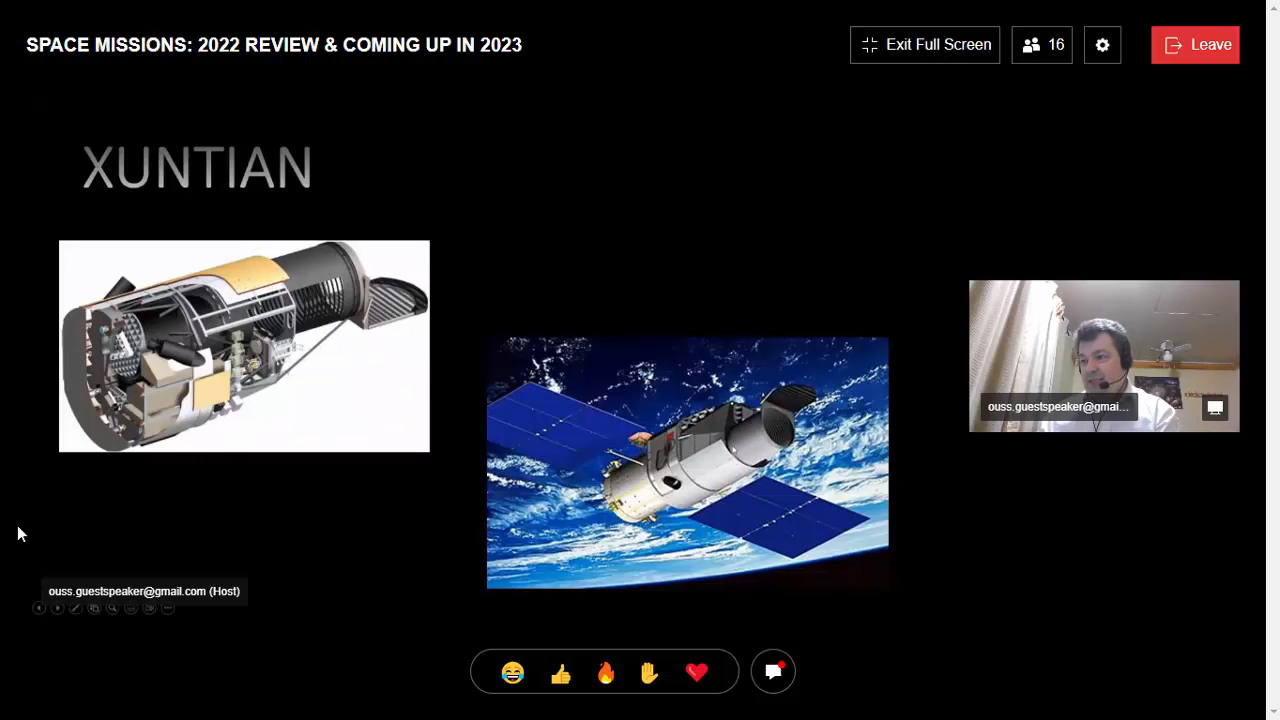 SPACE MISSIONS: 2022 REVIEW & COMING UP IN 2023
Exit Full Screen
16
Leave
XUNTIAN
ouss.guestspeaker@gmai...
ouss.guestspeaker@gmail.com (Host)